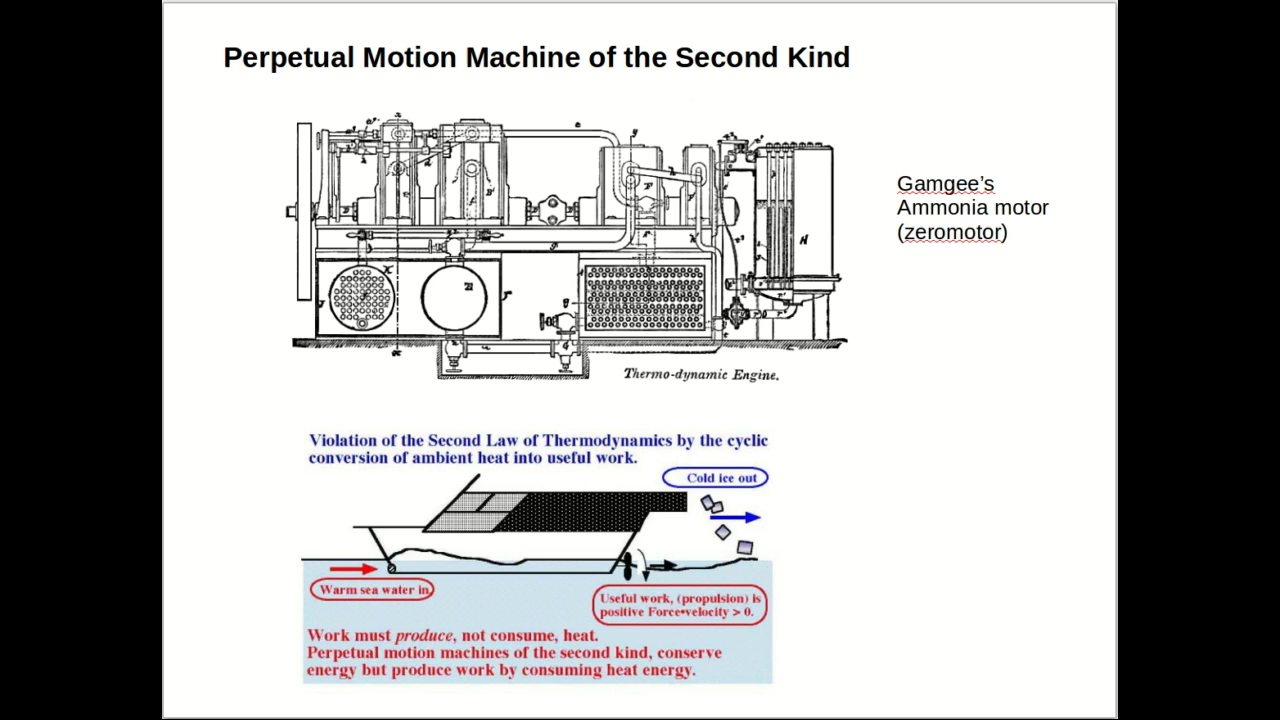 Perpetual Motion Machine of the Second Kind
Gamgee’s
Ammonia motor
(zeromotor)
Thermo-dynamic Engine.
Violation of the Second Law of Thermodynamics by the cyclic
conversion of ambient heat into useful work.
Cold ice out
Warm sea water in
Useful work, (propulsion) is
positive Force•velocity > 0.
Work must produce, not consume, heat.
Perpetual motion machines of the second kind, conserve
energy but produce work by consuming heat energy.